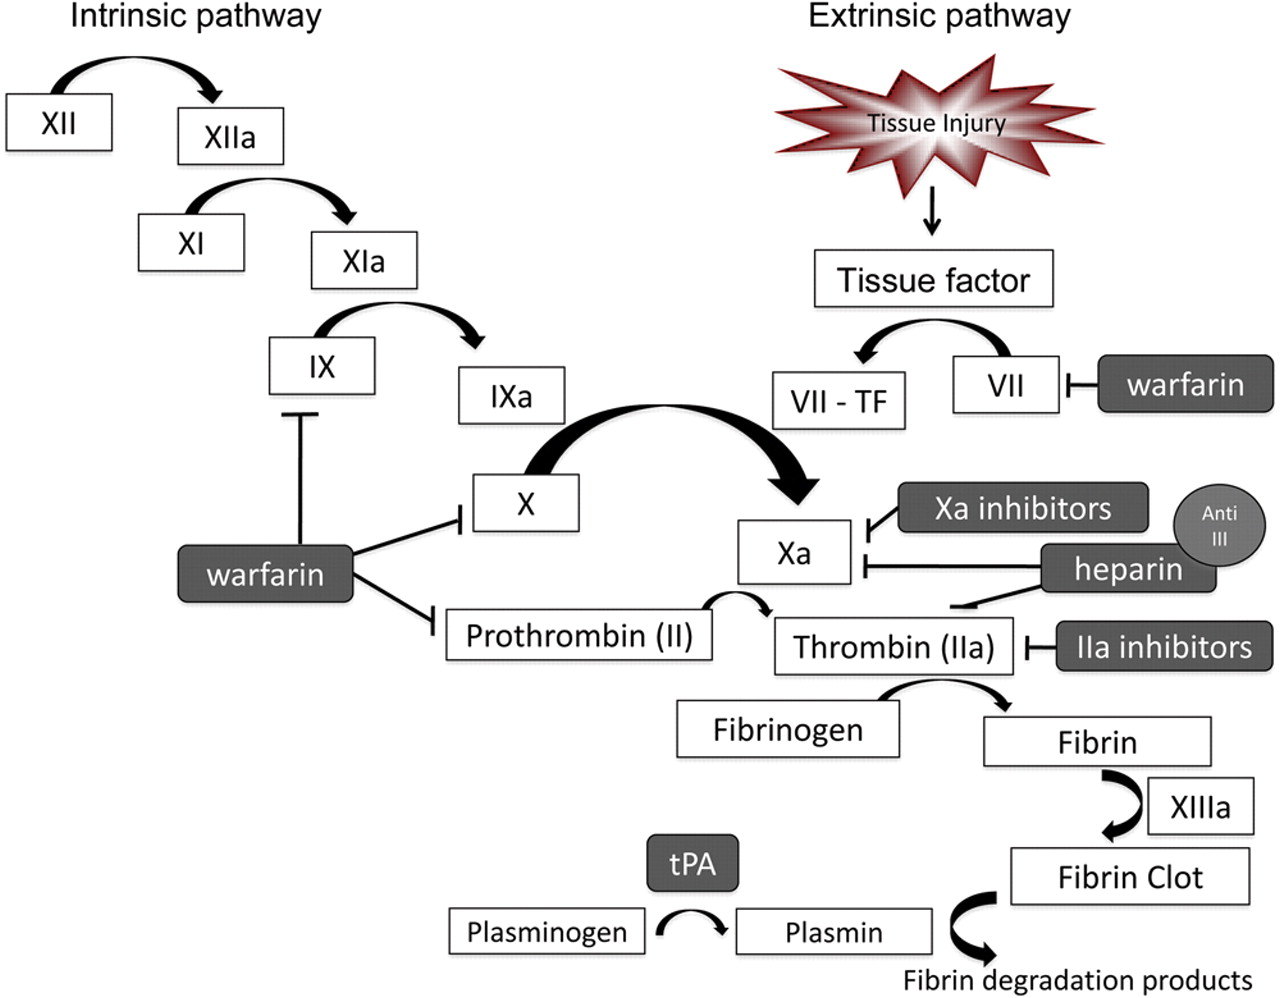 Intrinsic pathway
Extrinsic pathway
XII
XIIa
Tissue Injury
XI
XIa
Tissue factor
IX
IXa
VII - TF
VII
warfarin
X
Xa
Xa inhibitors
Anti
III
heparin
warfarin
Prothrombin (II)
Thrombin (IIa)
IIa inhibitors
Fibrinogen
Fibrin
XIIIa
tPA
Fibrin Clot
Plasminogen
Plasmin
Fibrin degradation products